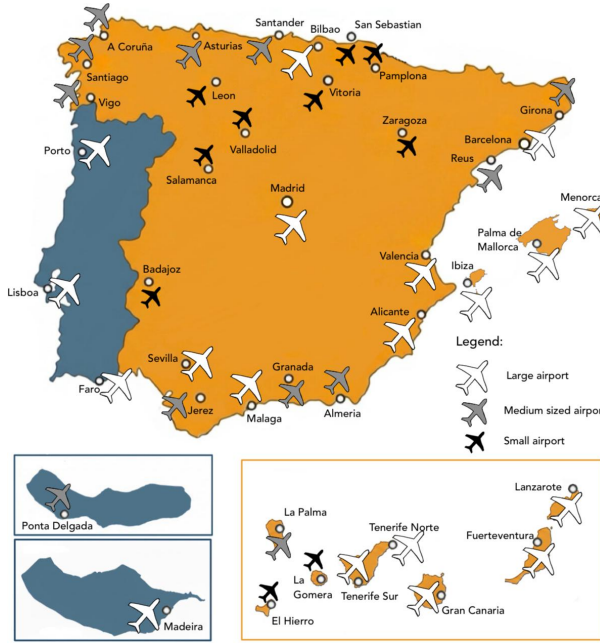 Santander
San Sebastian
A Coruña
Asturias
Bilbao
Santiago
Pamplona
Vigo
Leon
Vitoria
Girona
Zaragoza
Porto
Valladolid
Barcelona
Salamanca
Reus
Madrid
Menorca
Palma de
Mallorca
Valencia
Badajoz
Ibiza
Lisboa
Alicante
Sevilla
Granada
Faro
Jerez
Malaga
Almeria
Legend:
Large airport
Medium sized airport
Small airport
Ponta Delgada
Madeira
Lanzarote
La Palma
Tenerife Norte
Fuerteventura
La
Gomera
Tenerife Sur
El Hierro
Gran Canaria